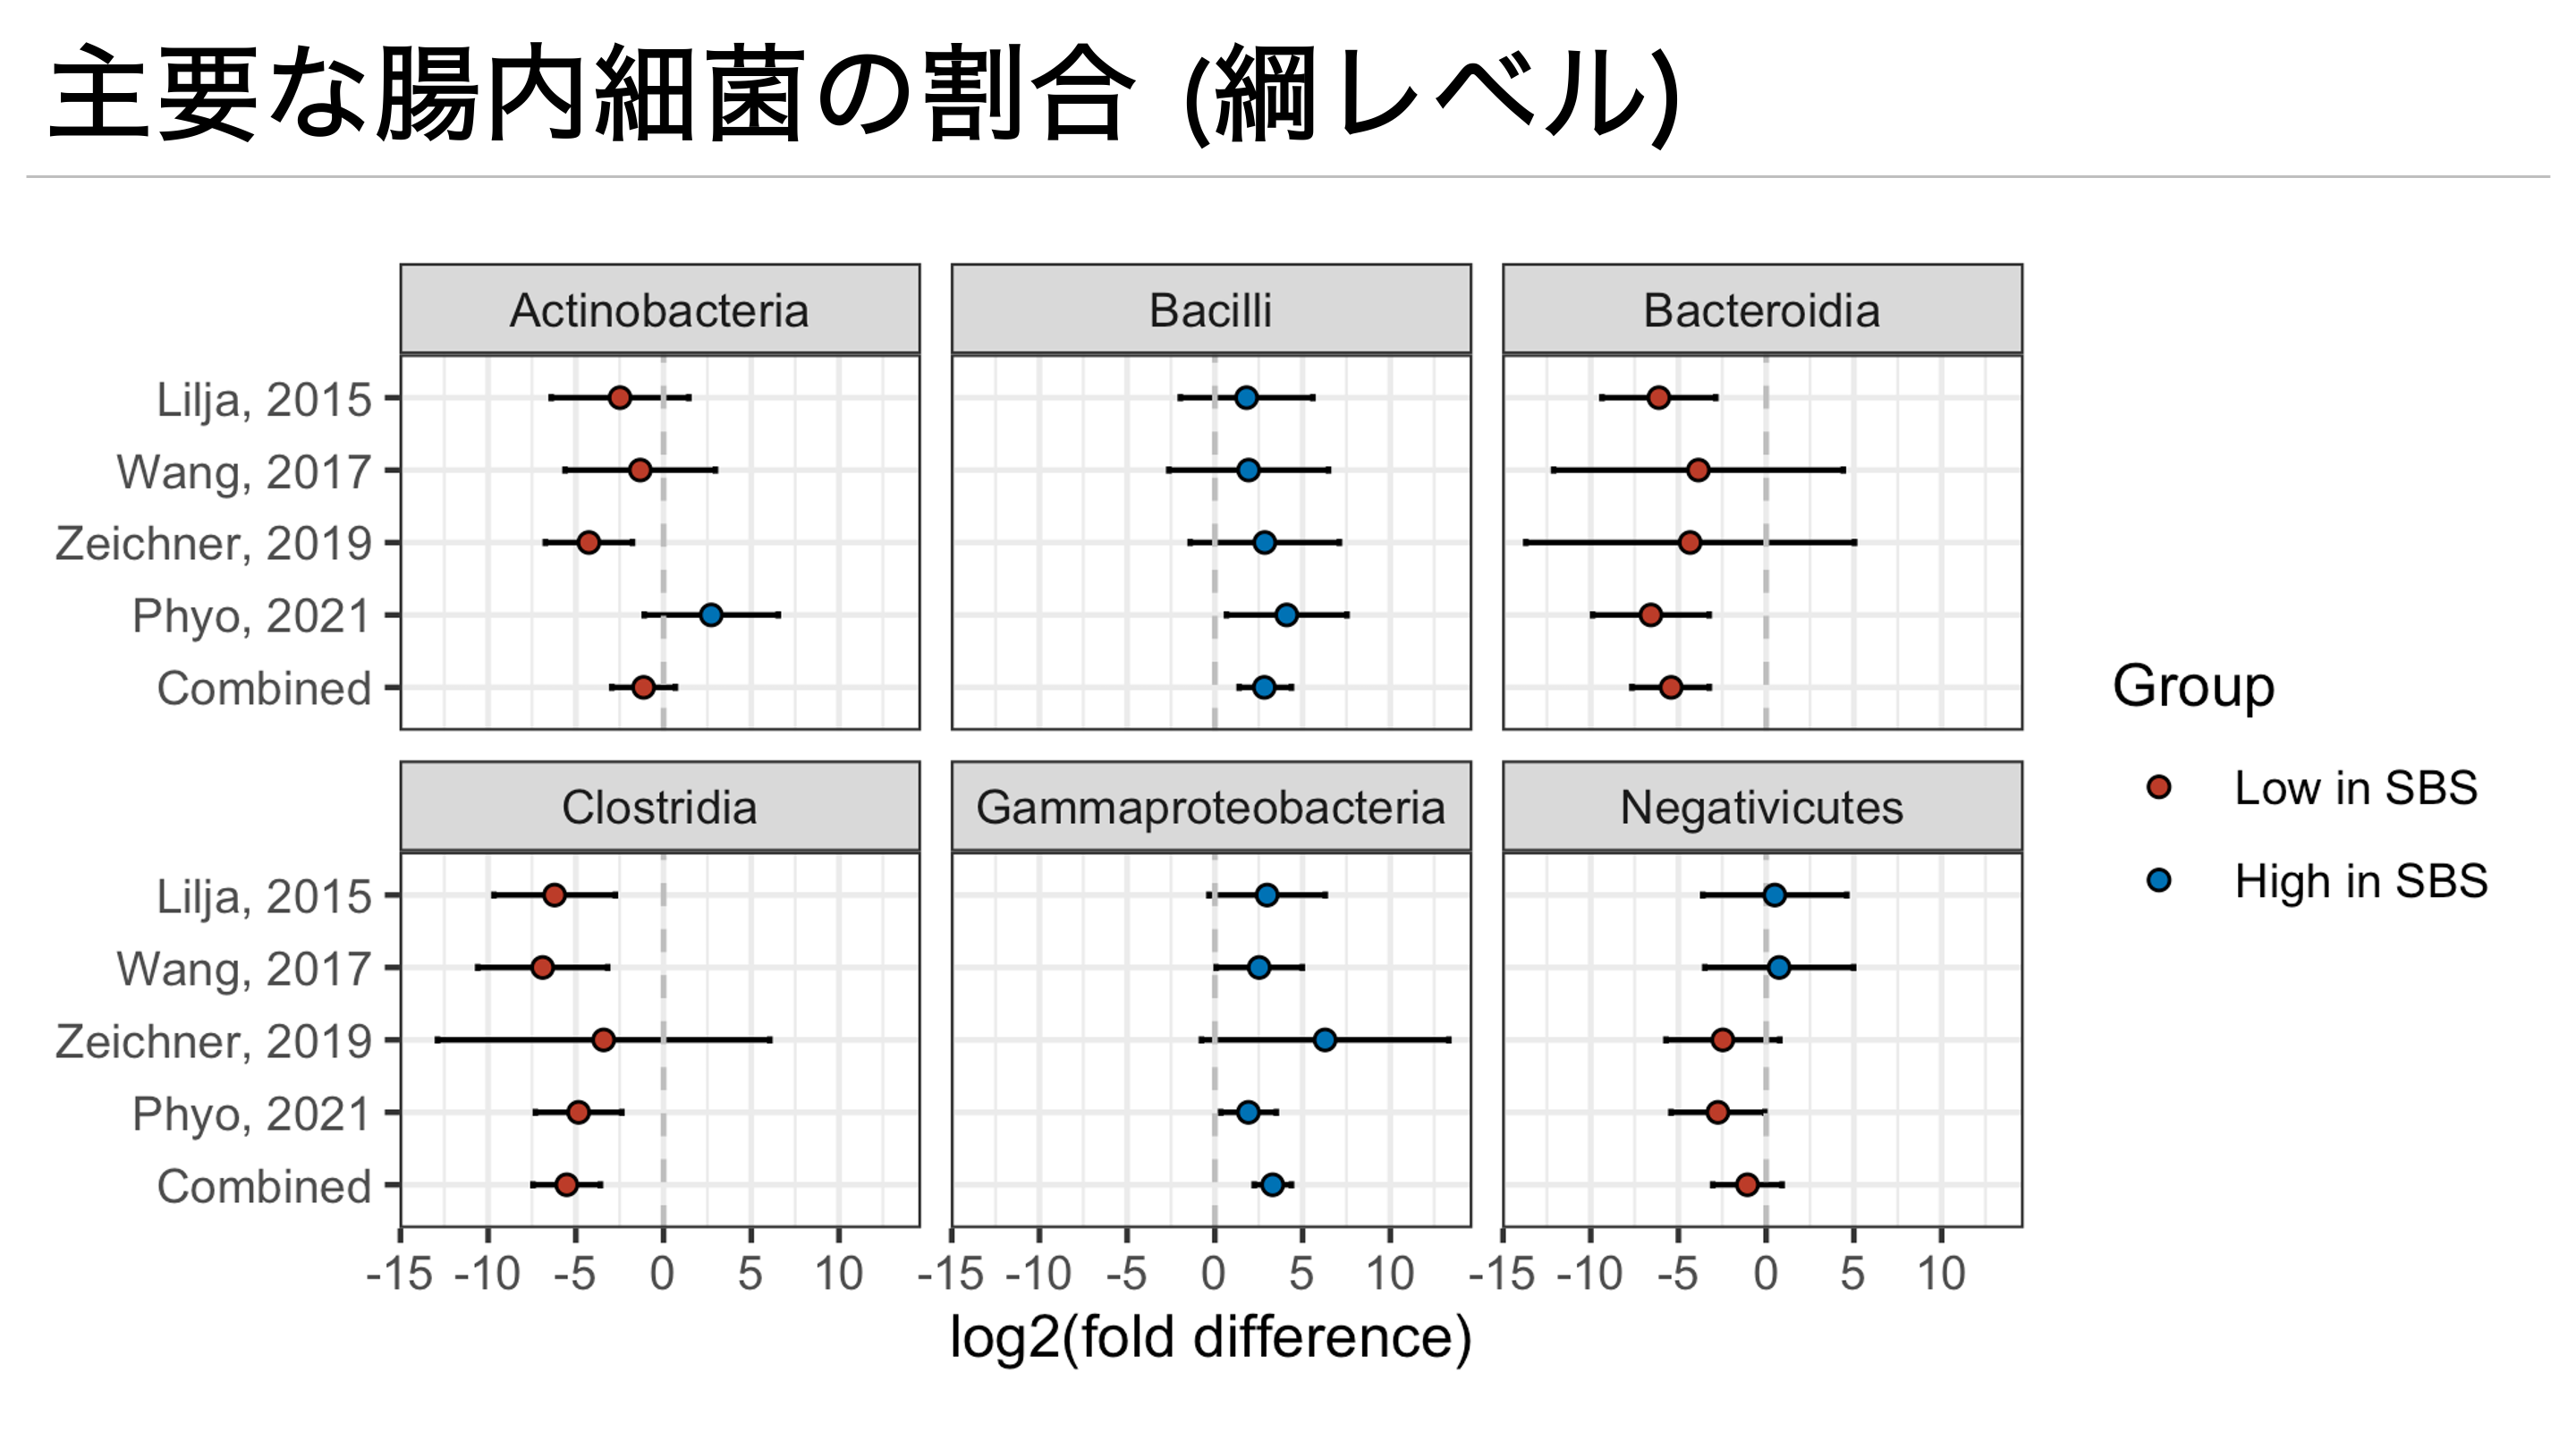 主要な腸内細菌の割合 (綱レベル)
Actinobacteria
Bacilli
Bacteroidia
Lilja, 2015
Wang, 2017
Zeichner, 2019
Phyo, 2021
Combined
Clostridia
Gammaproteobacteria
Negativicutes
Lilja, 2015
Wang, 2017
Zeichner, 2019
Phyo, 2021
Combined
-15 -10 -5 0 5 10
-15 -10 -5 0 5 10
-15 -10 -5 0 5 10
log2(fold difference)
Group
Low in SBS
High in SBS